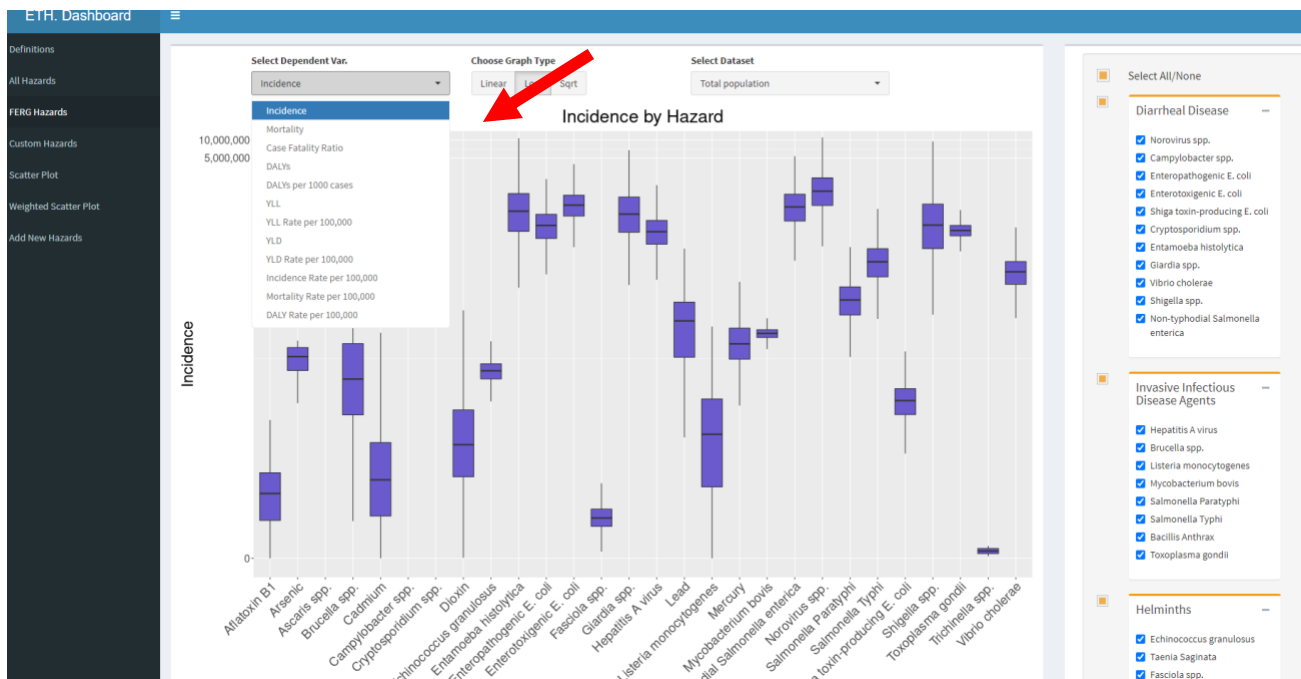 ETH. Dashboard
Definitions
All Hazards
FERG Hazards
Custom Hazards
Scatter Plot
Weighted Scatter Plot
Add New Hazards
Select Dependent Var.
Incidence
Incidence
Mortality
Case Fatality Ratio
DALYs
DALYs per 1000 cases
YLL
YLL Rate per 100,000
YLD
YLD Rate per 100,000
Incidence Rate per 100,000
Mortality Rate per 100,000
DALY Rate per 100,000
Choose Graph Type
Linear
Sqrt
Select Dataset
Total population
Incidence by Hazard
10,000,000
5,000,000
0
Incidence
Aflatoxin B1
Arsenic
Ascaris spp.
Brucella spp.
Cadmium
Campylobacter spp.
Cryptosporidium spp.
Dioxin
chinococcus granulosus
Entamoeba histolytica
Enteropathogenic E. coli
Enterotoxigenic E. coli
Fasciola spp.
Giardia spp.
Hepatitis A virus
Lead
Listeria monocytogenes
Mercury
Mycobacterium bovis
dial Salmonella enterica
Norovirus spp.
Salmonella Paratyphi
Salmonella Typhi
a toxin-producing E. coli
Shigella spp.
Toxoplasma gondii
Trichinella spp.
Vibrio cholerae
Select All/None
Diarrheal Disease
Norovirus spp.
Campylobacter spp.
Enteropathogenic E. coli
Enterotoxigenic E. coli
Shiga toxin-producing E. coli
Cryptosporidium spp.
Entamoeba histolytica
Giardia spp.
Vibrio cholerae
Shigella spp.
Non-typhodial Salmonella
enterica
Invasive Infectious
Disease Agents
Hepatitis A virus
Brucella spp.
Listeria monocytogenes
Mycobacterium bovis
Salmonella Paratyphi
Salmonella Typhi
Bacillis Anthrax
Toxoplasma gondii
Helminths
Echinococcus granulosus
Taenia Saginata
Fasciola spp.